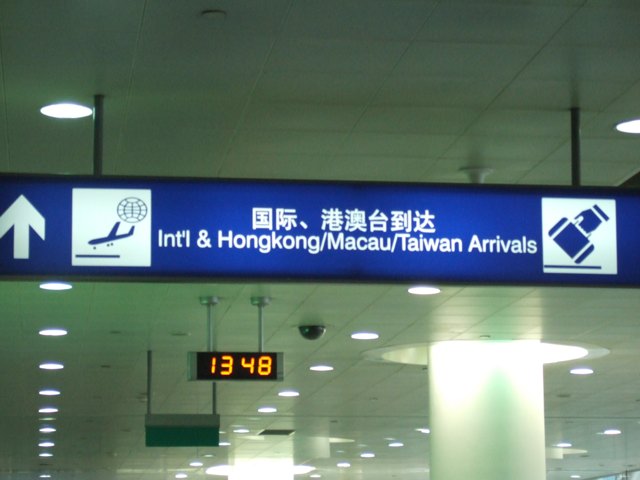 国际、港澳台到达
Int'l & Hongkong/Macau/Taiwan Arrivals
13 48